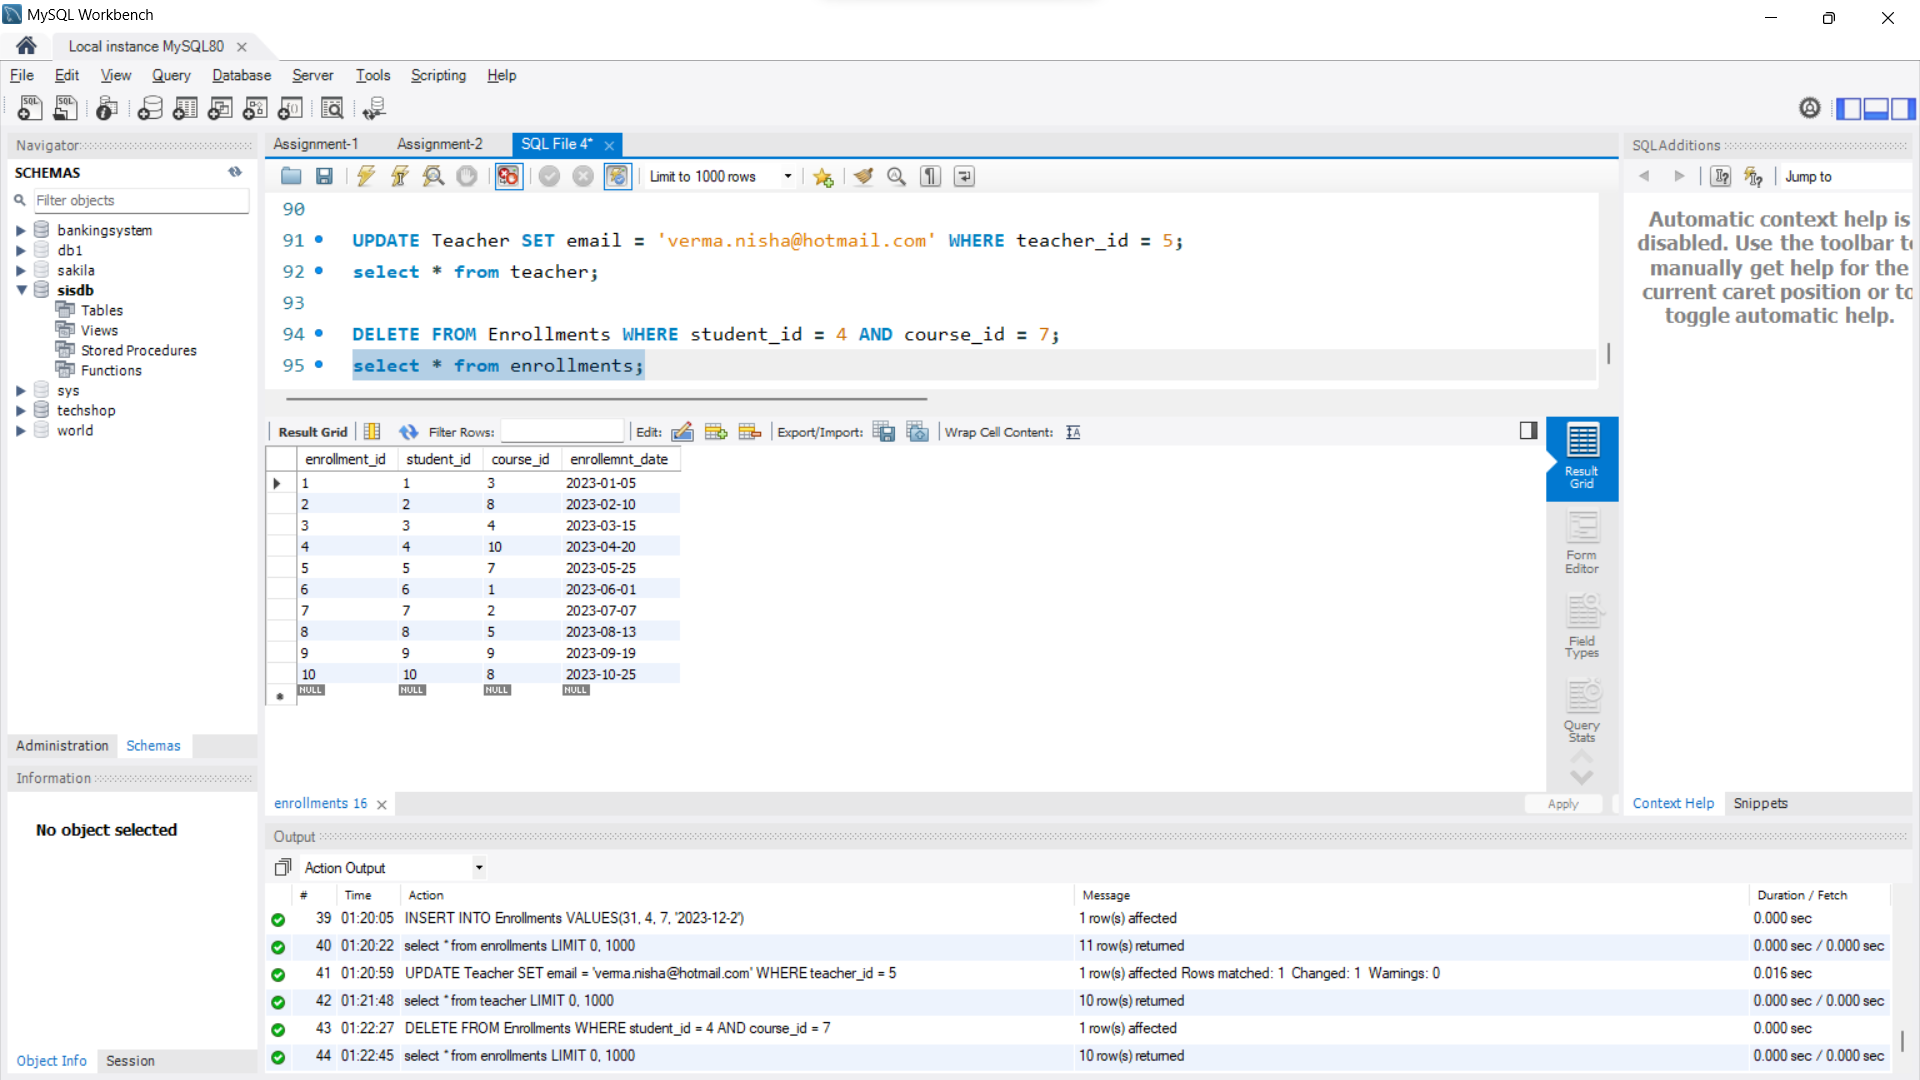 MySQL Workbench
Local instance MySQL80
File Edit View Query Database Server Tools Scripting Help
Navigator
SCHEMAS
Filter objects
bankingsystem
db1
sakila
sisdb
Tables
Views
Stored Procedures
Functions
sys
techshop
world
Administration Schemas
Information
No object selected
Object Info Session
Assignment-1 Assignment-2 SQL File 4*
Limit to 1000 rows
90
91 UPDATE Teacher SET email = 'verma.nisha@hotmail.com' WHERE teacher_id = 5;
92 select * from teacher;
93
94 DELETE FROM Enrollments WHERE student_id = 4 AND course_id = 7;
95 select * from enrollments;
Result Grid Filter Rows: Edit: Export/Import: Wrap Cell Content:
enrollment_id student_id course_id enrollemnt_date
1 1 3 2023-01-05
2 2 8 2023-02-10
3 3 4 2023-03-15
4 4 10 2023-04-20
5 5 7 2023-05-25
6 6 1 2023-06-01
7 7 2 2023-07-07
8 8 5 2023-08-13
9 9 9 2023-09-19
10 10 8 2023-10-25
NULL NULL NULL NULL
Result
Grid
Form
Editor
Field
Types
Query
Stats
enrollments 16
Apply
SQLAdditions
Jump to
Automatic context help is
disabled. Use the toolbar to
manually get help for the
current caret position or to
toggle automatic help.
Context Help Snippets
Output
Action Output
# Time Action Message Duration / Fetch
39 01:20:05 INSERT INTO Enrollments VALUES(31, 4, 7, '2023-12-2') 1 row(s) affected 0.000 sec
40 01:20:22 select * from enrollments LIMIT 0, 1000 11 row(s) returned 0.000 sec / 0.000 sec
41 01:20:59 UPDATE Teacher SET email = 'verma.nisha@hotmail.com' WHERE teacher_id = 5 1 row(s) affected Rows matched: 1 Changed: 1 Warnings: 0 0.016 sec
42 01:21:48 select * from teacher LIMIT 0, 1000 10 row(s) returned 0.000 sec / 0.000 sec
43 01:22:27 DELETE FROM Enrollments WHERE student_id = 4 AND course_id = 7 1 row(s) affected 0.000 sec
44 01:22:45 select * from enrollments LIMIT 0, 1000 10 row(s) returned 0.000 sec / 0.000 sec